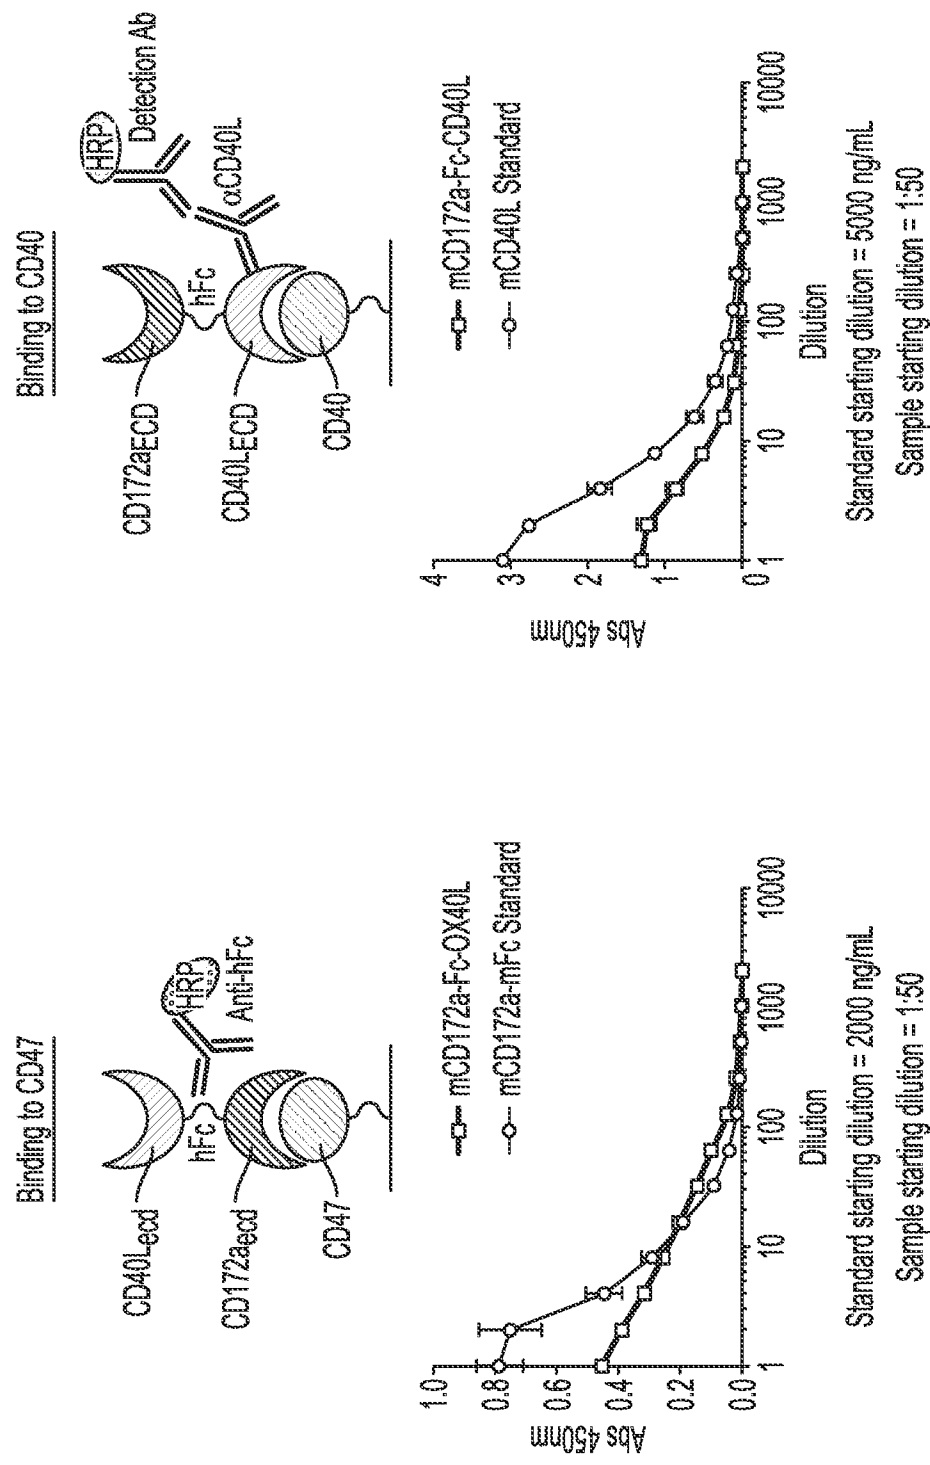 Binding to CD47
CD40Lecd
hFc
HRP
Anti-hFc
CD172aecd
CD47
mCD172a-Fc-OX40L
mCD172a-mFc Standard
Abs 450nm
1.0
0.8
0.6
0.4
0.2
0.0
1
10
100
1000
10000
Dilution
Standard starting dilution = 2000 ng/mL
Sample starting dilution = 1:50
Binding to CD40
HRP
Detection Ab
CD172aECD
hFc
αCD40L
CD40LECD
CD40
mCD172a-Fc-CD40L
mCD40L Standard
Abs 450nm
4
3
2
1
0
1
10
100
1000
10000
Dilution
Standard starting dilution = 5000 ng/mL
Sample starting dilution = 1:50